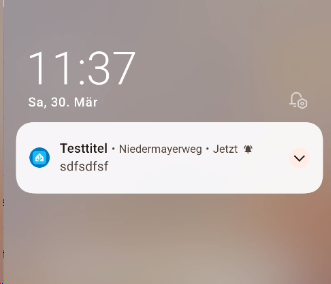 11:37
Sa, 30. Mär
Testtitel • Niedermayerweg • Jetzt
sdfsdfsf